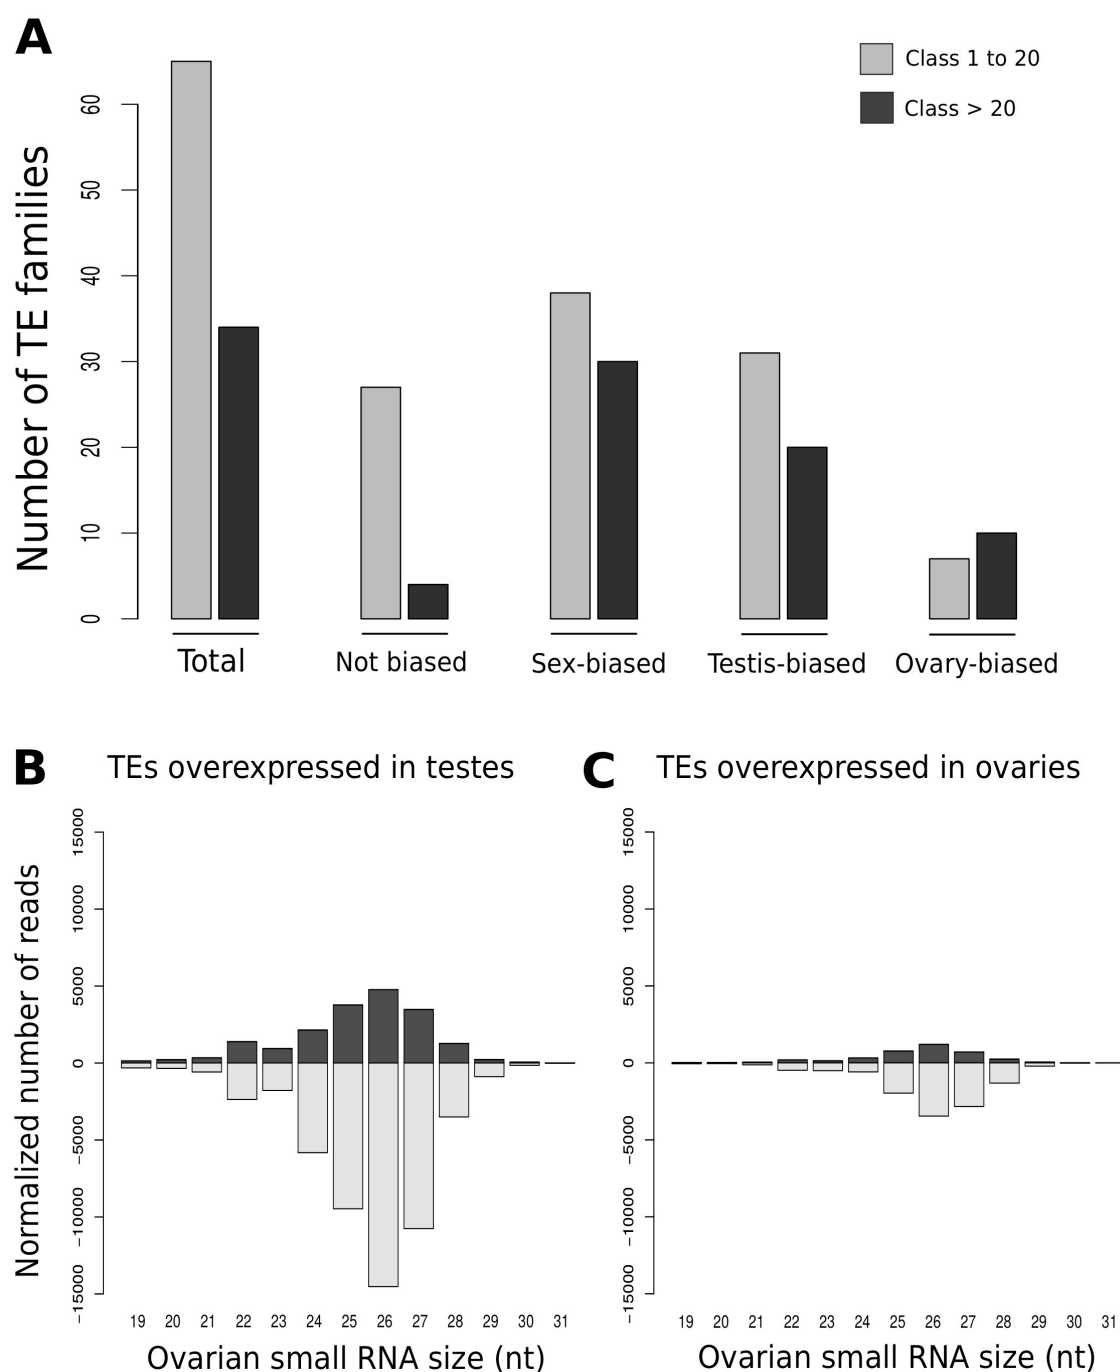 A
Class 1 to 20
Class > 20
Number of TE families
60
50
40
30
20
10
0
Total
Not biased
Sex-biased
Testis-biased
Ovary-biased
B
TEs overexpressed in testes
Normalized number of reads
15000
10000
5000
0
−5000
−10000
−15000
19 20 21 22 23 24 25 26 27 28 29 30 31
Ovarian small RNA size (nt)
C
TEs overexpressed in ovaries
15000
10000
5000
0
−5000
−10000
−15000
19 20 21 22 23 24 25 26 27 28 29 30 31
Ovarian small RNA size (nt)